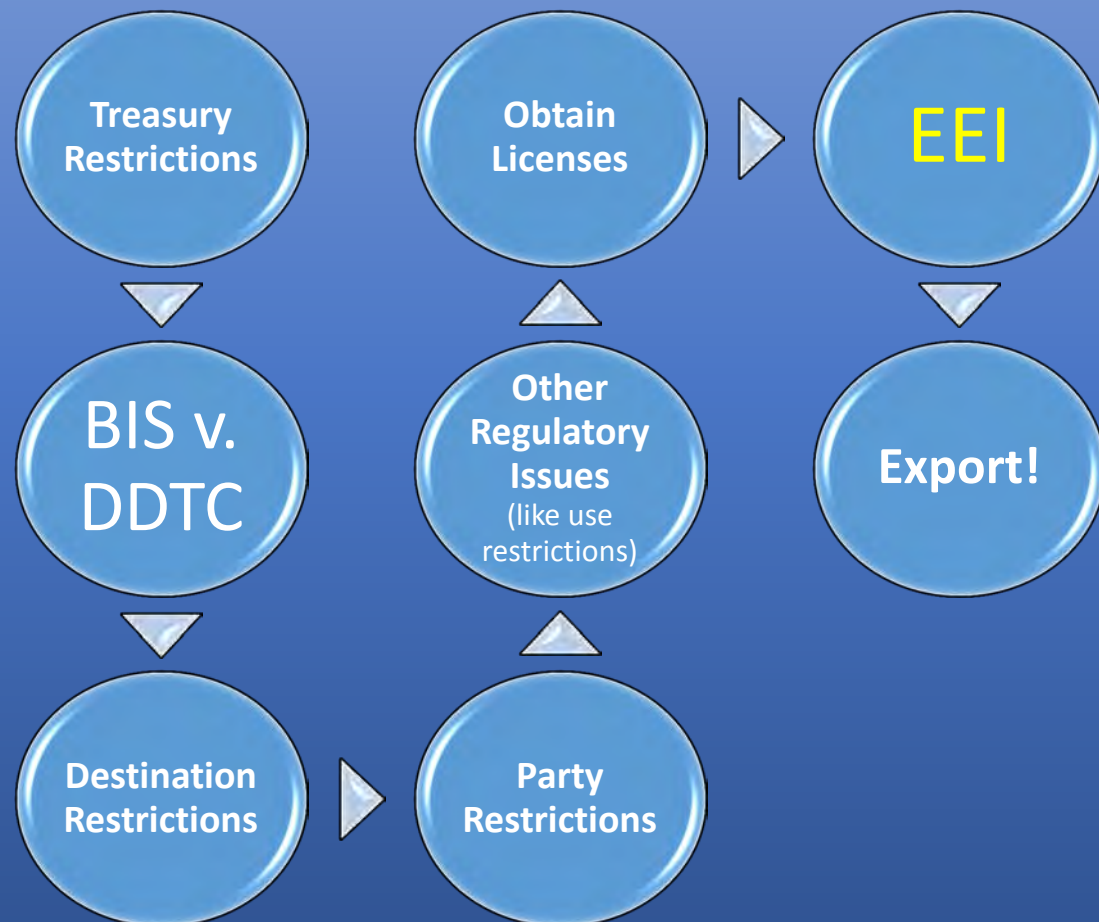 Treasury
Restrictions
BIS v.
DDTC
Destination
Restrictions
Party
Restrictions
Other
Regulatory
Issues
(like use
restrictions)
Obtain
Licenses
EEI
Export!